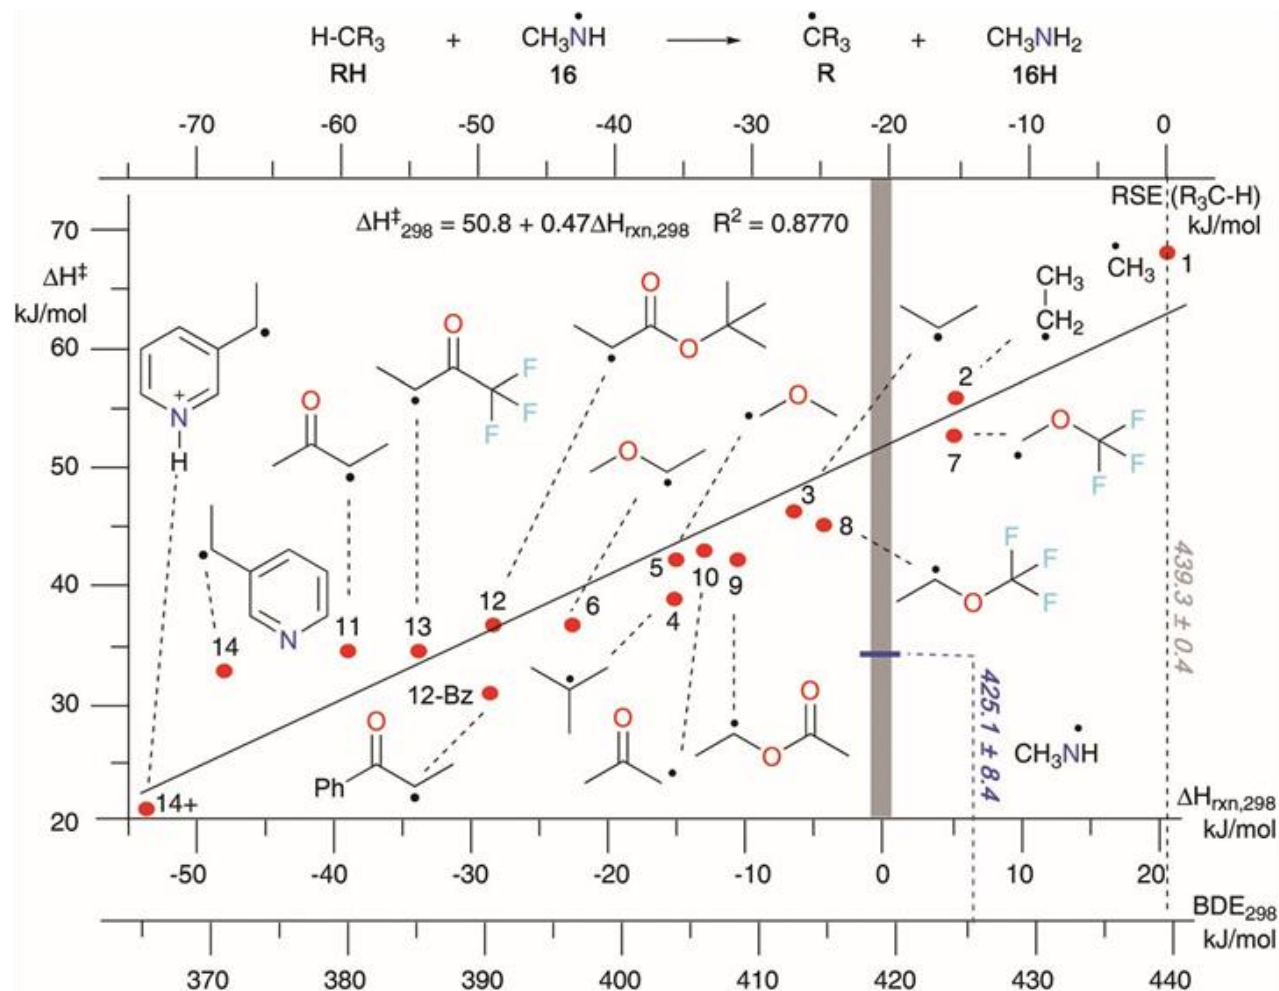 H-CR3 + CH3ṄH ⟶ ĊR3 + CH3NH2
RH 16 R 16H
-70 -60 -50 -40 -30 -20 -10 0
RSE (R3C-H)
kJ/mol
ΔH‡298 = 50.8 + 0.47ΔHrxn,298 R2 = 0.8770
70
ΔH‡
kJ/mol
60
50
40
30
20
CH3
CH2
ĊH3
1
2
7
3
8
5
10
9
4
6
12
13
11
14
12-Bz
14+
N
+
H
O
F
F
F
O
O
O
O
O
F
F
F
N
F
F
F
O
O
Ph
O
O
O
439.3 ± 0.4
425.1 ± 8.4
CH3ṄH
ΔHrxn,298
kJ/mol
-50 -40 -30 -20 -10 0 10 20
BDE298
kJ/mol
370 380 390 400 410 420 430 440